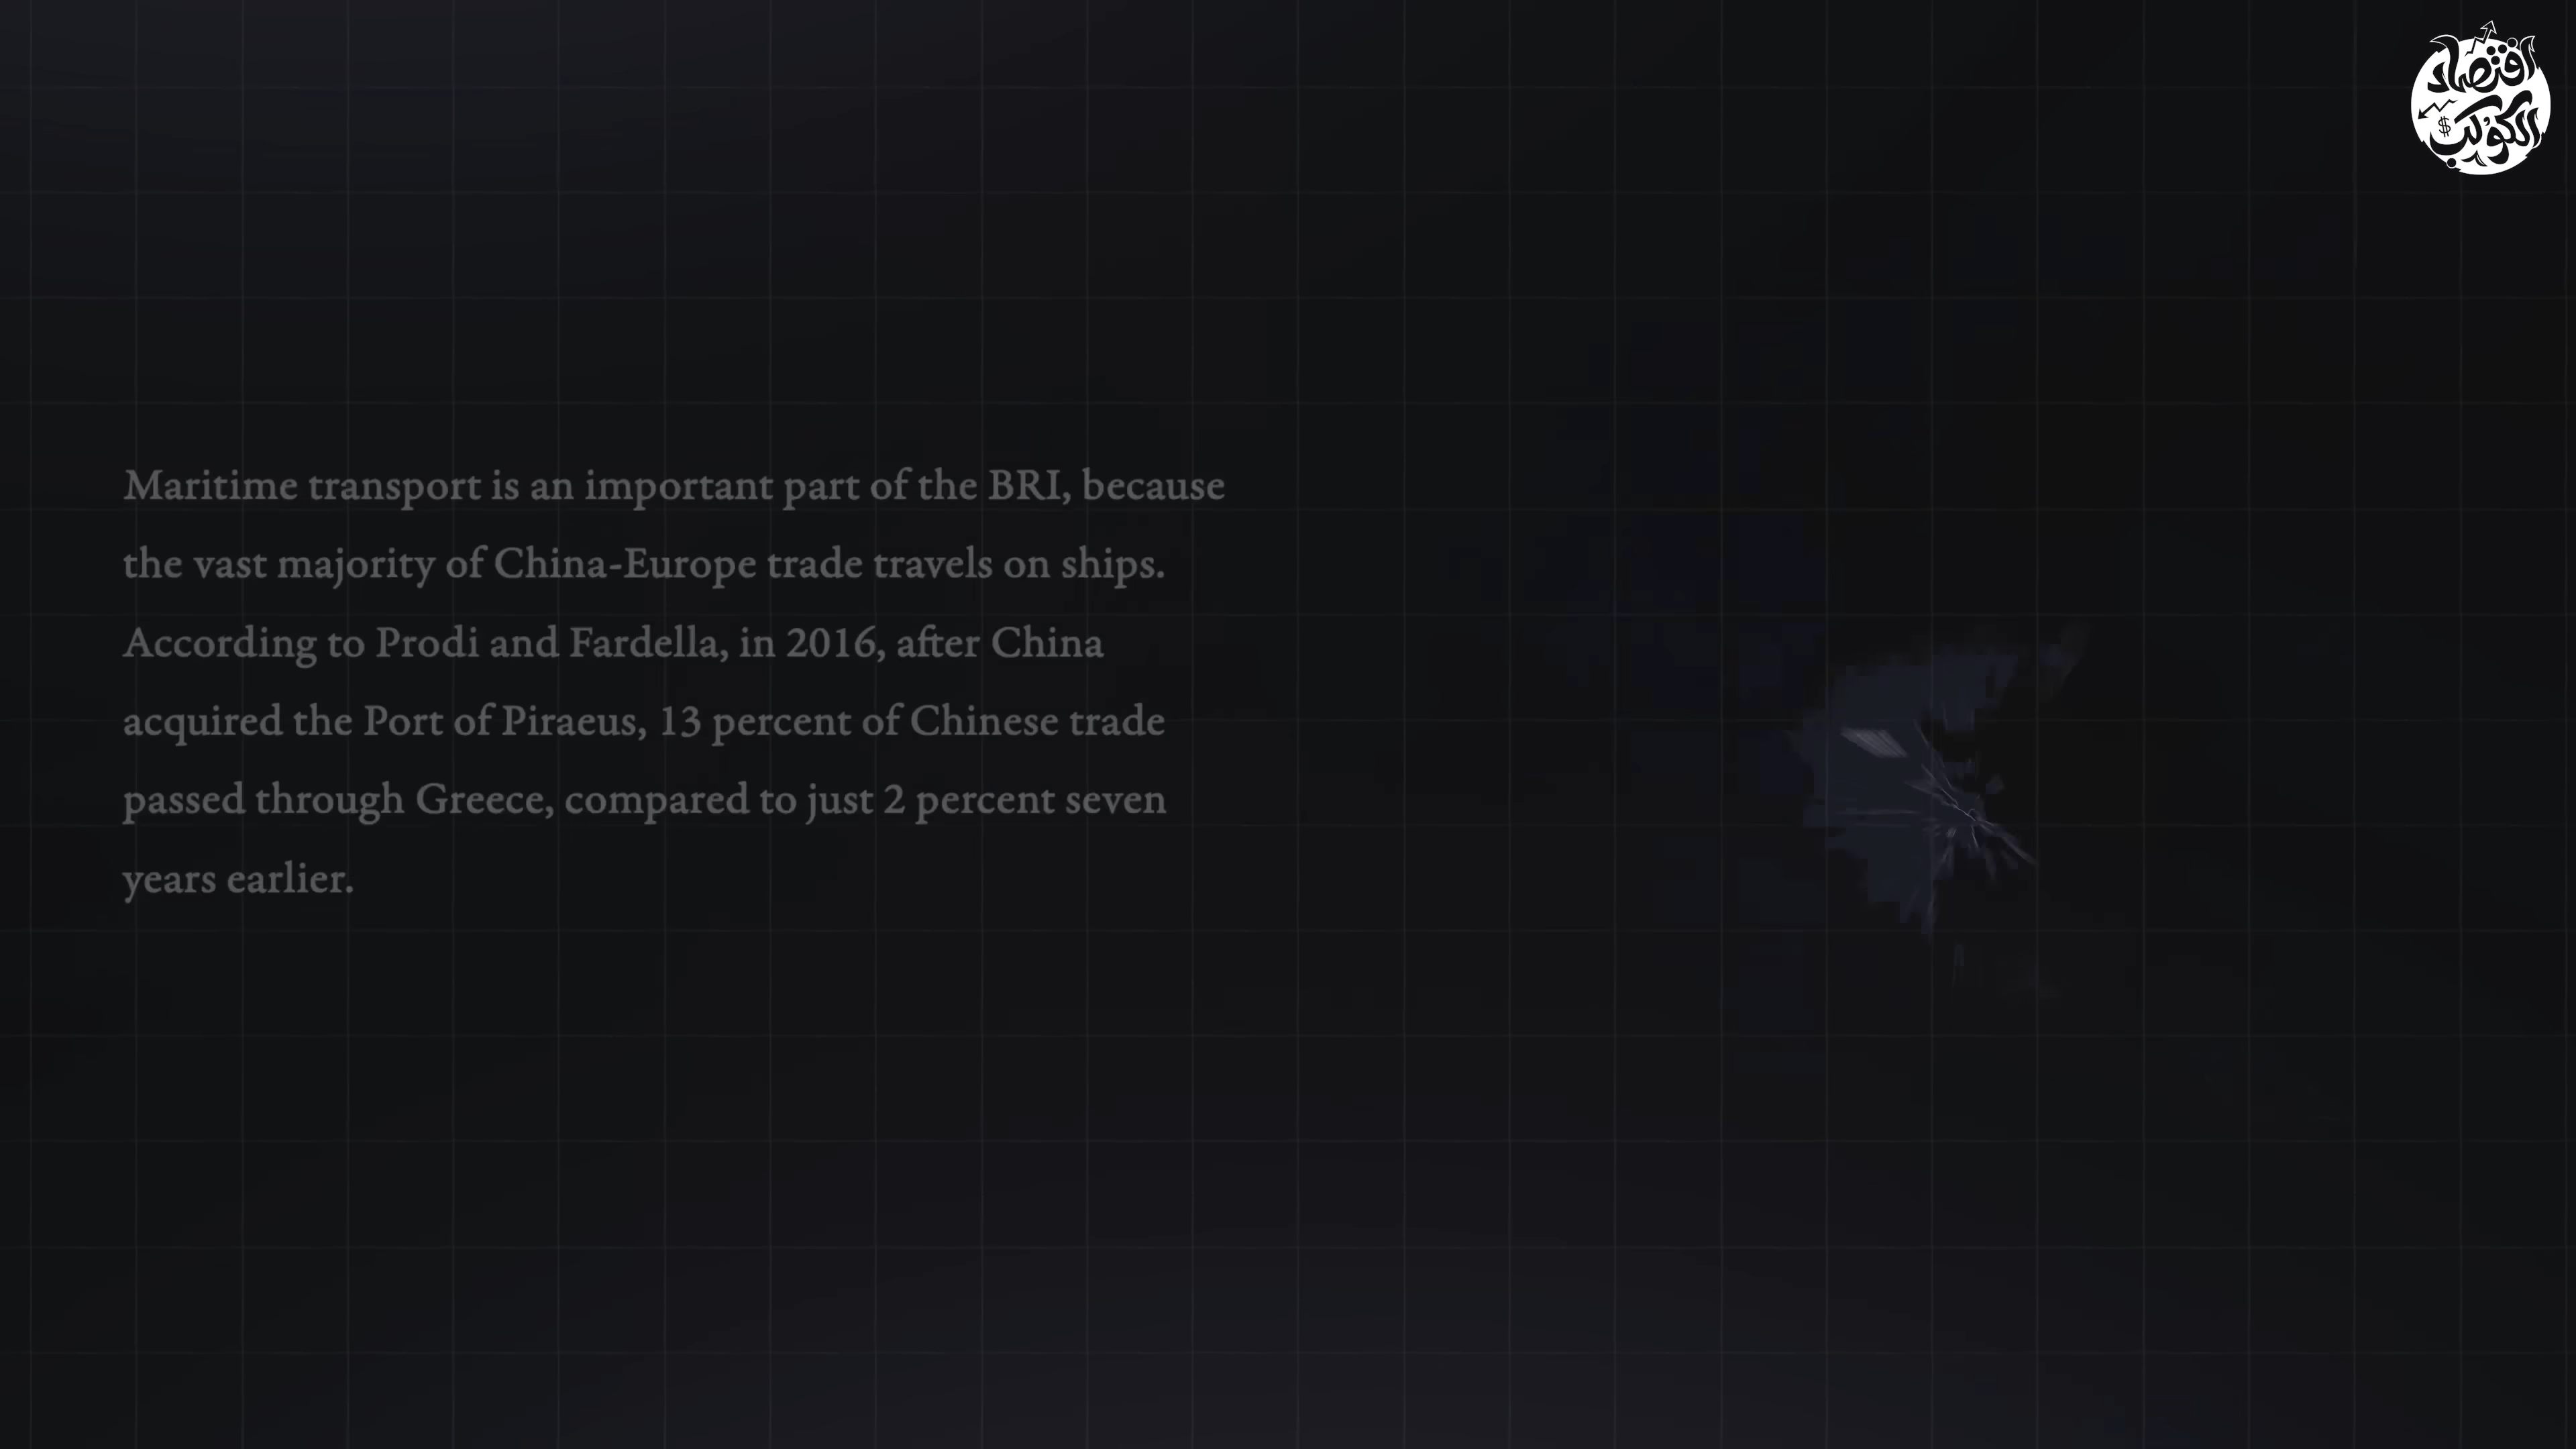 اقتصاد
الكوكب
$
Maritime transport is an important part of the BRI, because
the vast majority of China-Europe trade travels on ships.
According to Prodi and Fardella, in 2016, after China
acquired the Port of Piraeus, 13 percent of Chinese trade
passed through Greece, compared to just 2 percent seven
years earlier.